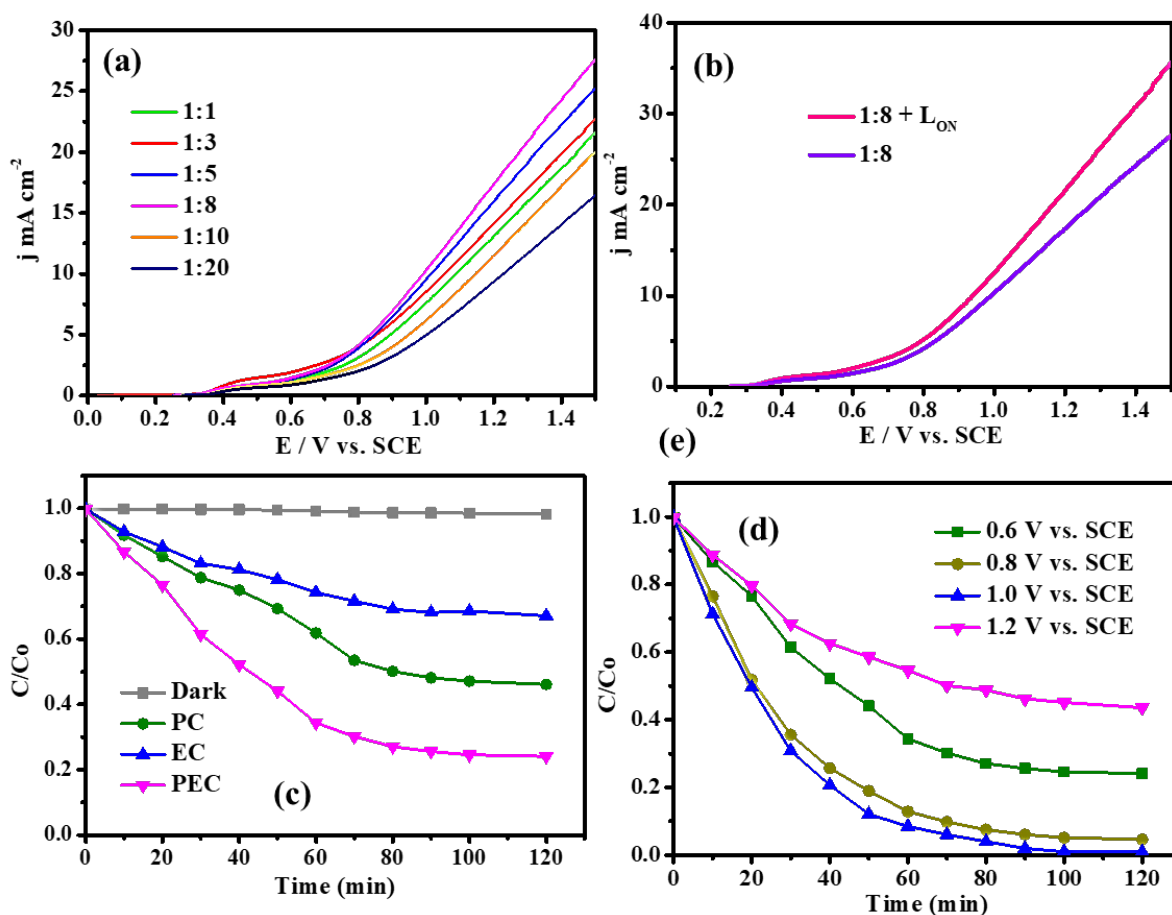 (a)
30
25
20
15
10
5
0
j mA cm⁻²
1:1
1:3
1:5
1:8
1:10
1:20
0.0 0.2 0.4 0.6 0.8 1.0 1.2 1.4
E / V vs. SCE
(b)
40
30
20
10
0
j mA cm⁻²
1:8 + L_ON
1:8
0.2 0.4 0.6 0.8 1.0 1.2 1.4
E / V vs. SCE
(e)
1.0
0.8
0.6
0.4
0.2
0.0
C/Co
Dark
PC
EC
PEC
(c)
0 20 40 60 80 100 120
Time (min)
(d)
1.0
0.8
0.6
0.4
0.2
0.0
C/Co
0.6 V vs. SCE
0.8 V vs. SCE
1.0 V vs. SCE
1.2 V vs. SCE
0 20 40 60 80 100 120
Time (min)